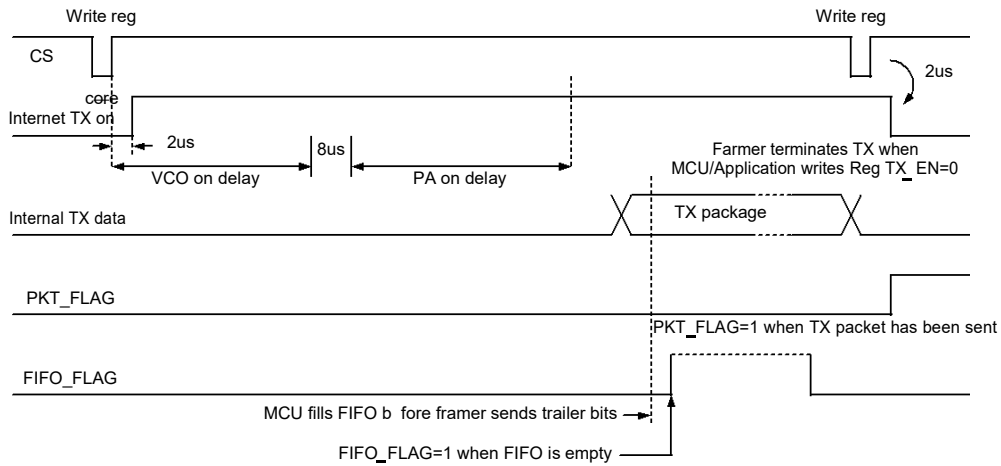 Write reg
Write reg
CS
2us
core
Internet TX on
2us
8us
Farmer terminates TX when
MCU/Application writes Reg TX_EN=0
VCO on delay
PA on delay
Internal TX data
TX package
PKT_FLAG
PKT_FLAG=1 when TX packet has been sent
FIFO_FLAG
MCU fills FIFO b fore framer sends trailer bits
FIFO_FLAG=1 when FIFO is empty